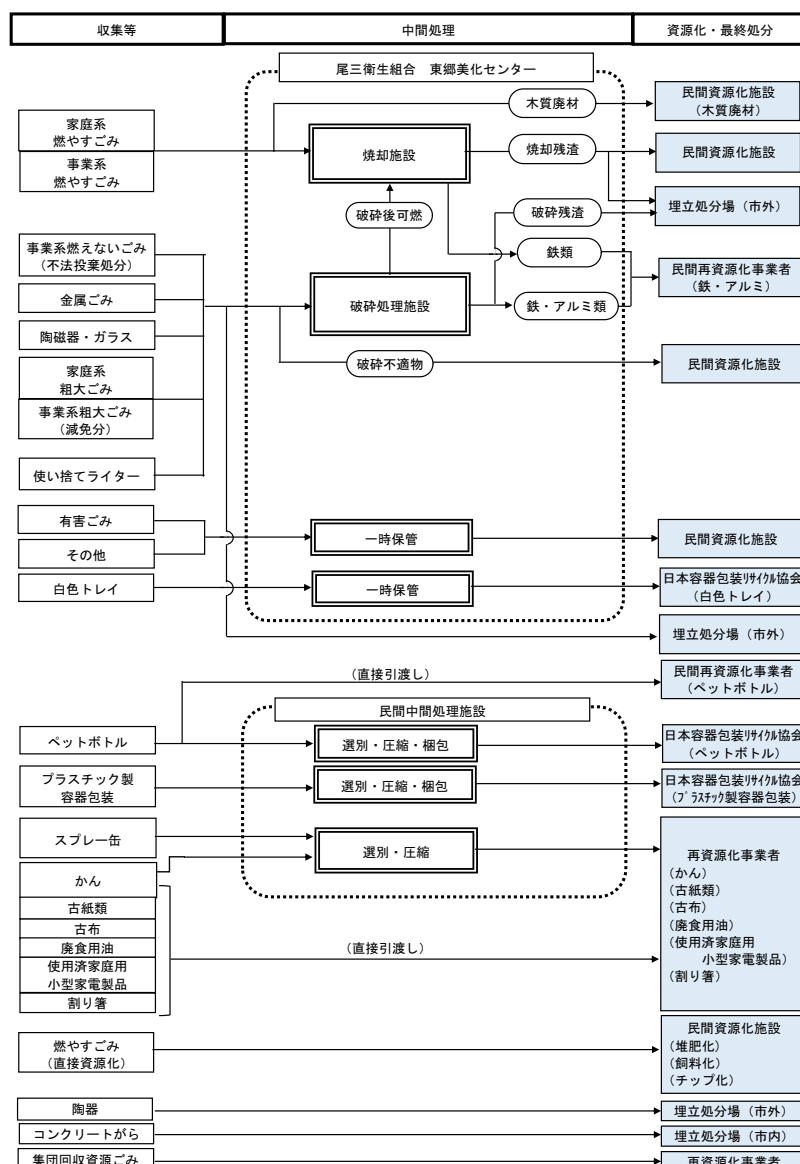 収集等
中間処理
資源化・最終処分
尾三衛生組合 東郷美化センター
家庭系
燃やすごみ
事業系
燃やすごみ
木質廃材
民間資源化施設
（木質廃材）
焼却施設
焼却残渣
民間資源化施設
破砕後可燃
破砕残渣
埋立処分場（市外）
事業系燃えないごみ
（不法投棄処分）
鉄類
民間再資源化事業者
（鉄・アルミ）
金属ごみ
破砕処理施設
鉄・アルミ類
陶磁器・ガラス
破砕不適物
民間資源化施設
家庭系
粗大ごみ
事業系粗大ごみ
（減免分）
使い捨てライター
有害ごみ
その他
一時保管
民間資源化施設
白色トレイ
一時保管
日本容器包装ﾘｻｲｸﾙ協会
（白色トレイ）
埋立処分場（市外）
（直接引渡し）
民間再資源化事業者
（ペットボトル）
民間中間処理施設
ペットボトル
選別・圧縮・梱包
日本容器包装ﾘｻｲｸﾙ協会
（ペットボトル）
プラスチック製
容器包装
選別・圧縮・梱包
日本容器包装ﾘｻｲｸﾙ協会
（ﾌﾟﾗｽﾁｯｸ製容器包装）
スプレー缶
選別・圧縮
かん
古紙類
古布
廃食用油
使用済家庭用
小型家電製品
割り箸
（直接引渡し）
再資源化事業者
（かん）
（古紙類）
（古布）
（廃食用油）
（使用済家庭用
小型家電製品）
（割り箸）
燃やすごみ
（直接資源化）
民間資源化施設
（堆肥化）
（飼料化）
（チップ化）
陶器
埋立処分場（市外）
コンクリートがら
埋立処分場（市内）
集団回収資源ごみ
再資源化事業者